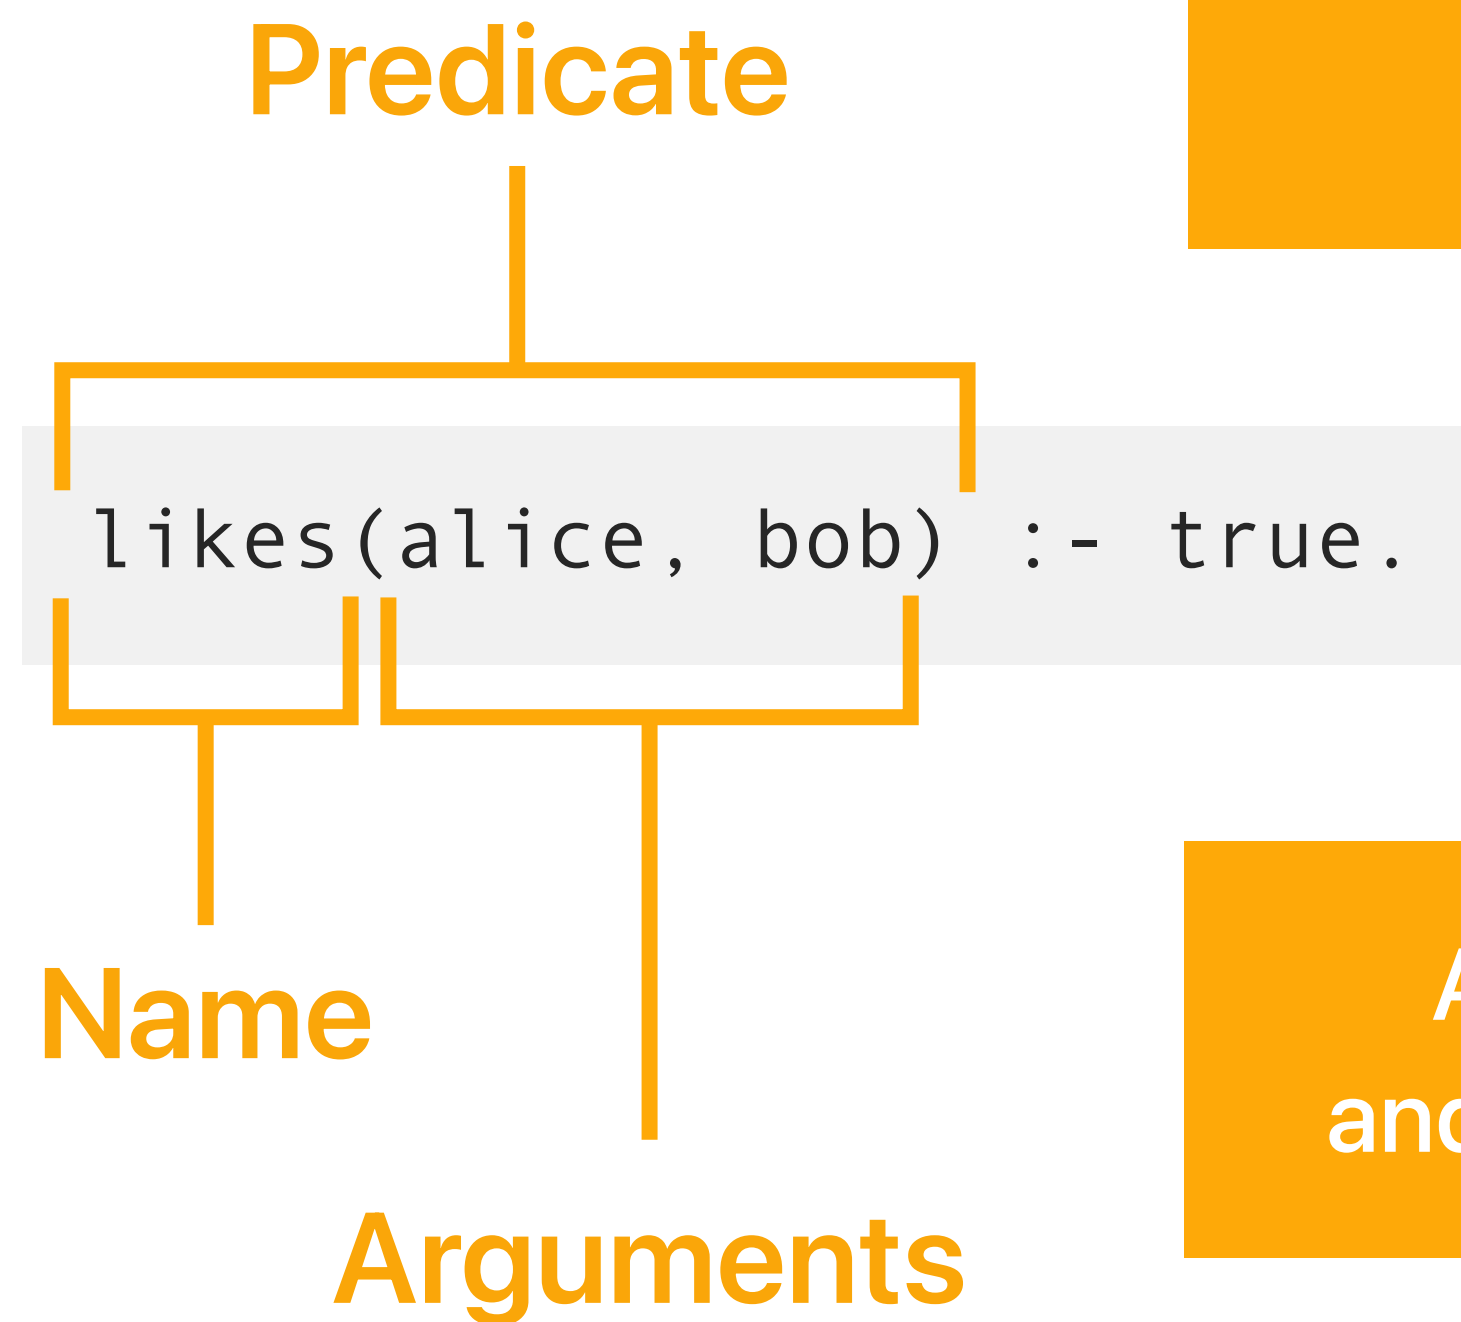 Predicate
likes(alice, bob) :- true.
Name
Arguments